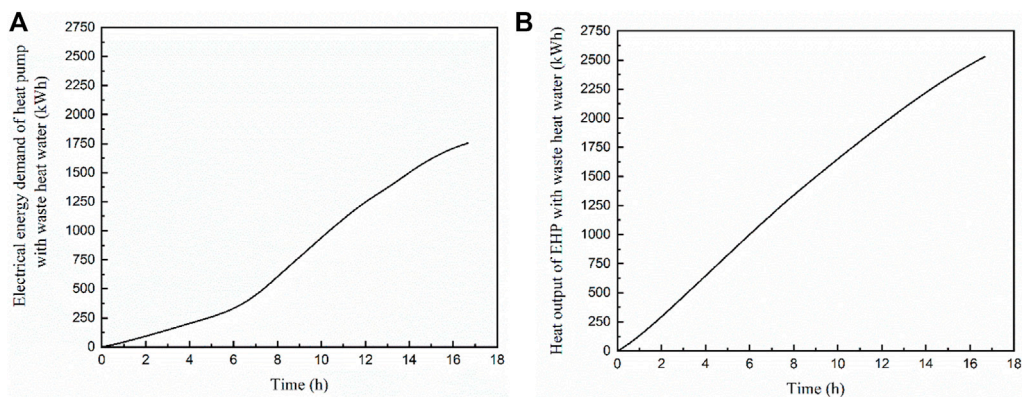 A
Electrical energy demand of heat pump
with waste heat water (kWh)
2750
2500
2250
2000
1750
1500
1250
1000
750
500
250
0
0 2 4 6 8 10 12 14 16 18
Time (h)
B
Heat output of EHP with waste heat water (kWh)
2750
2500
2250
2000
1750
1500
1250
1000
750
500
250
0
0 2 4 6 8 10 12 14 16 18
Time (h)